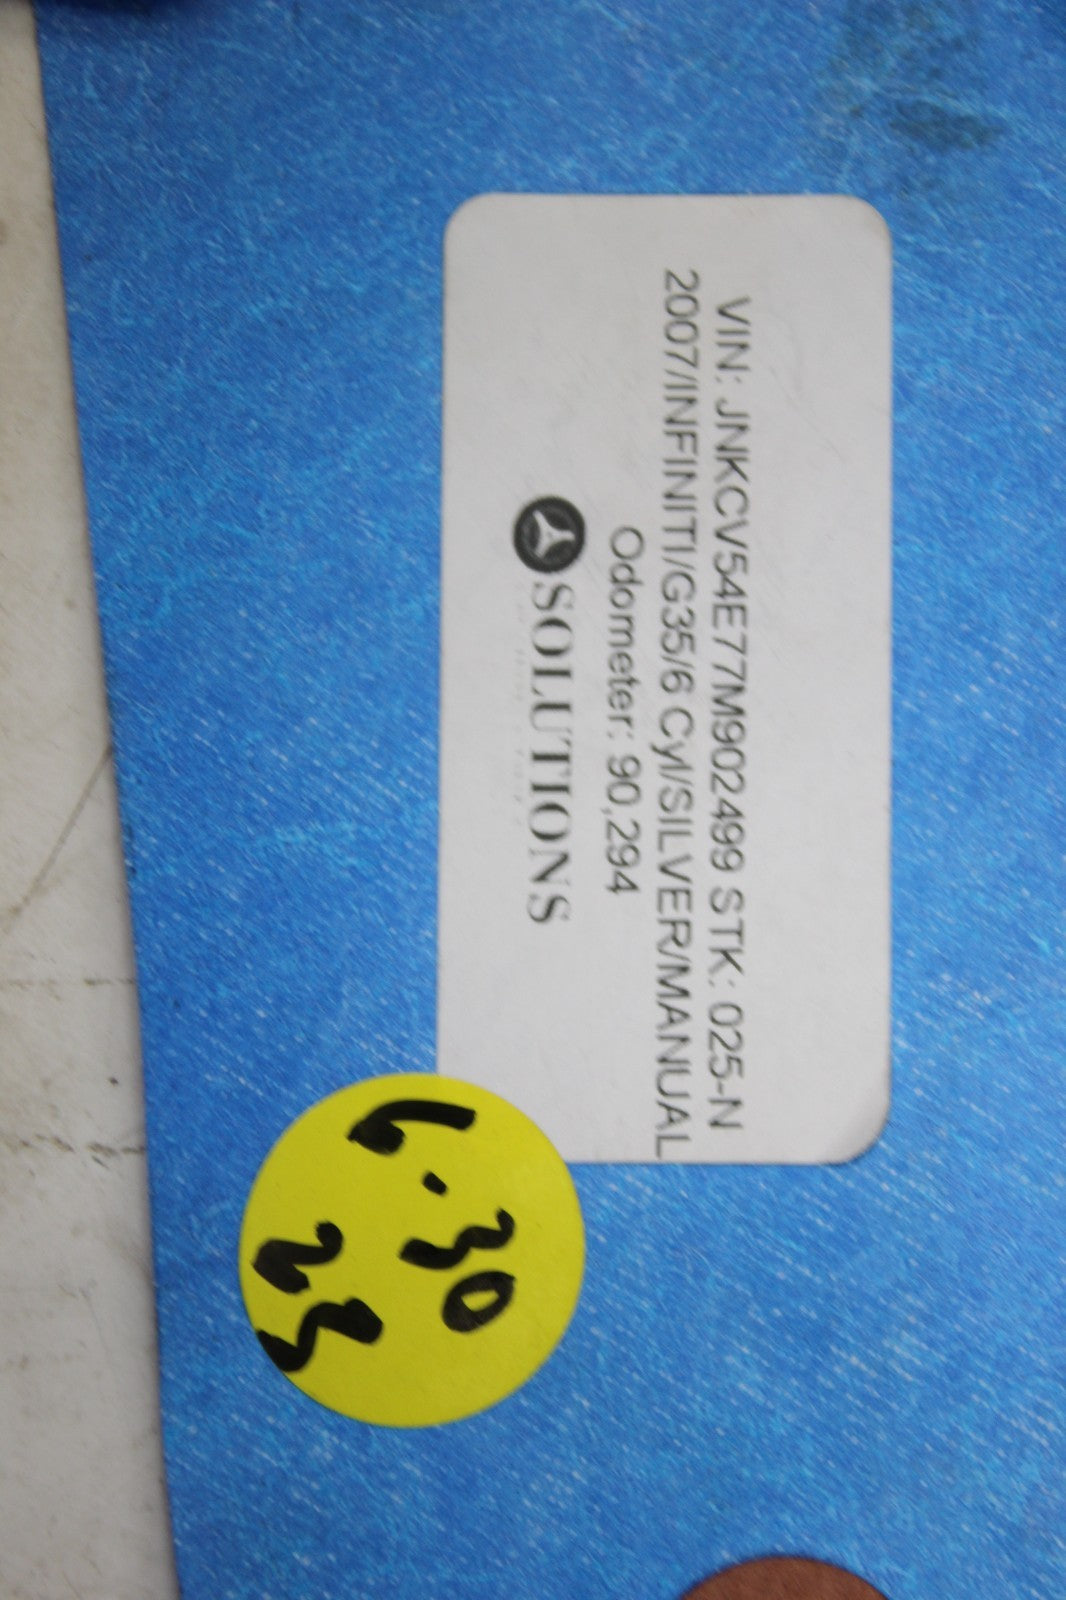 VIN: JNKCV54E77M902499 STK: 025-N
2007/INFINITI/G35/6 Cyl/SILVER/MANUAL
Odometer: 90,294
SOLUTIONS
6.30
23